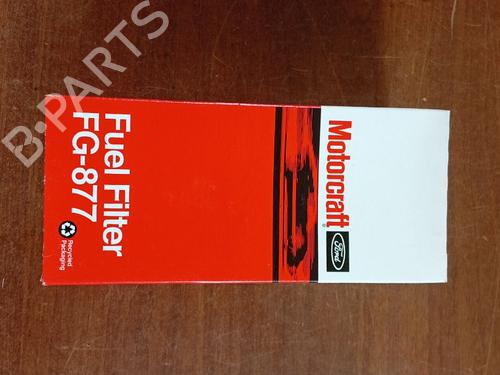 Motorcraft
Ford
Fuel Filter
FG-877
Recycled
Packaging
B-PARTS